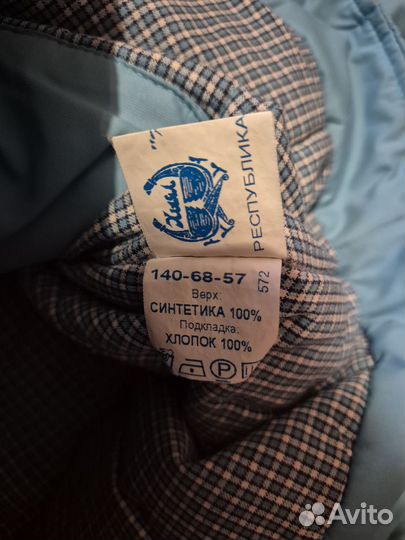 РЕСПУБЛИКА
140-68-57
572
Верх:
СИНТЕТИКА 100%
Подкладка:
ХЛОПОК 100%
P
Avito